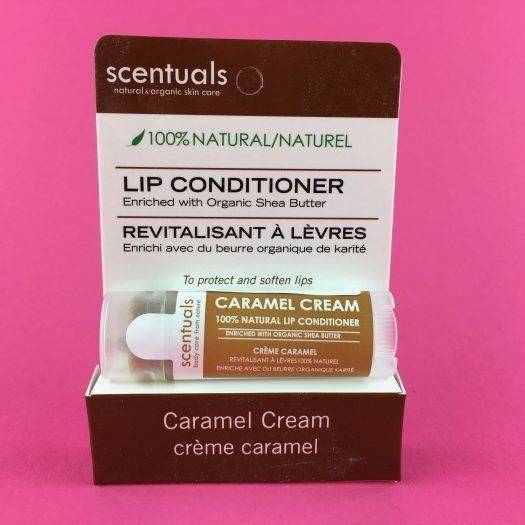 scentuals
natural & organic skin care
100% NATURAL/NATUREL
LIP CONDITIONER
Enriched with Organic Shea Butter
REVITALISANT À LÈVRES
Enrichi avec du beurre organique de karité
To protect and soften lips
scentuals
body care from nature
CARAMEL CREAM
100% NATURAL LIP CONDITIONER
ENRICHED WITH ORGANIC SHEA BUTTER
CRÈME CARAMEL
REVITALISANT À LÈVRES100% NATUREL
ENRICHIE AVEC DU BEURRE ORGANIQUE KARITÉ
Caramel Cream
crème caramel